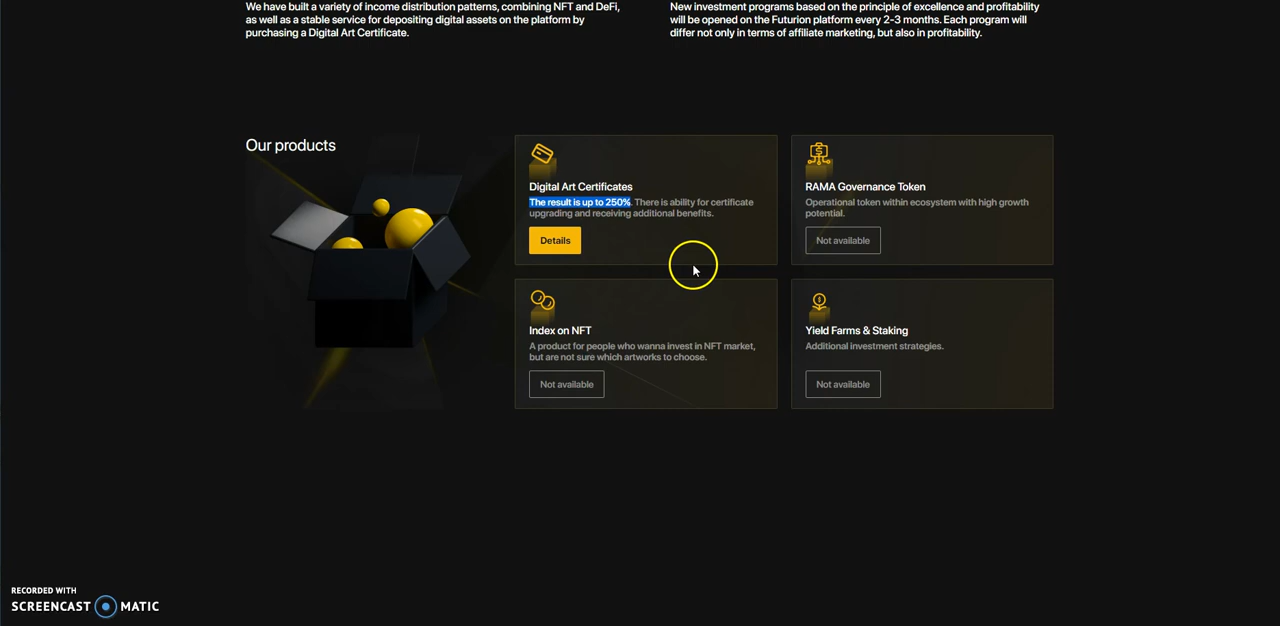 We have built a variety of income distribution patterns, combining NFT and DeFi,
as well as a stable service for depositing digital assets on the platform by
purchasing a Digital Art Certificate.
New investment programs based on the principle of excellence and profitability
will be opened on the Futurion platform every 2-3 months. Each program will
differ not only in terms of affiliate marketing, but also in profitability.
Our products
Digital Art Certificates
The result is up to 250%. There is ability for certificate
upgrading and receiving additional benefits.
Details
RAMA Governance Token
Operational token within ecosystem with high growth
potential.
Not available
Index on NFT
A product for people who wanna invest in NFT market,
but are not sure which artworks to choose.
Not available
Yield Farms & Staking
Additional investment strategies.
Not available
RECORDED WITH
SCREENCAST MATIC